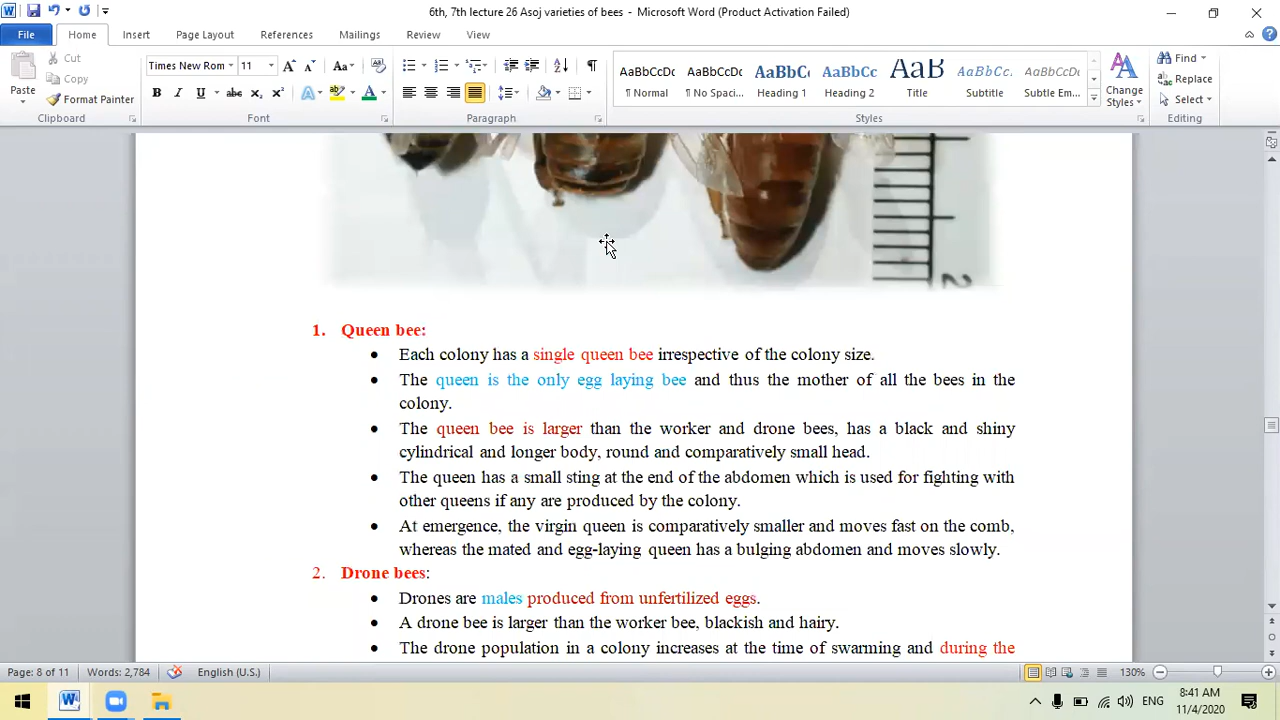 6th, 7th lecture 26 Asoj varieties of bees - Microsoft Word (Product Activation Failed)
File Home Insert Page Layout References Mailings Review View
Cut
Copy
Format Painter
Paste
Clipboard
Times New Rom 11
Font
Paragraph
AaBbCcDc AaBbCcDc AaBbCc AaBbCc AaB AaBbCcDc AaBbCcDc
¶ Normal ¶ No Spaci... Heading 1 Heading 2 Title Subtitle Subtle Em...
Change
Styles
Styles
Find
Replace
Select
Editing
2
1. Queen bee:
• Each colony has a single queen bee irrespective of the colony size.
• The queen is the only egg laying bee and thus the mother of all the bees in the
colony.
• The queen bee is larger than the worker and drone bees, has a black and shiny
cylindrical and longer body, round and comparatively small head.
• The queen has a small sting at the end of the abdomen which is used for fighting with
other queens if any are produced by the colony.
• At emergence, the virgin queen is comparatively smaller and moves fast on the comb,
whereas the mated and egg-laying queen has a bulging abdomen and moves slowly.
2. Drone bees:
• Drones are males produced from unfertilized eggs.
• A drone bee is larger than the worker bee, blackish and hairy.
• The drone population in a colony increases at the time of swarming and during the
Page: 8 of 11 Words: 2,784 English (U.S.) 130%
ENG
8:41 AM
11/4/2020